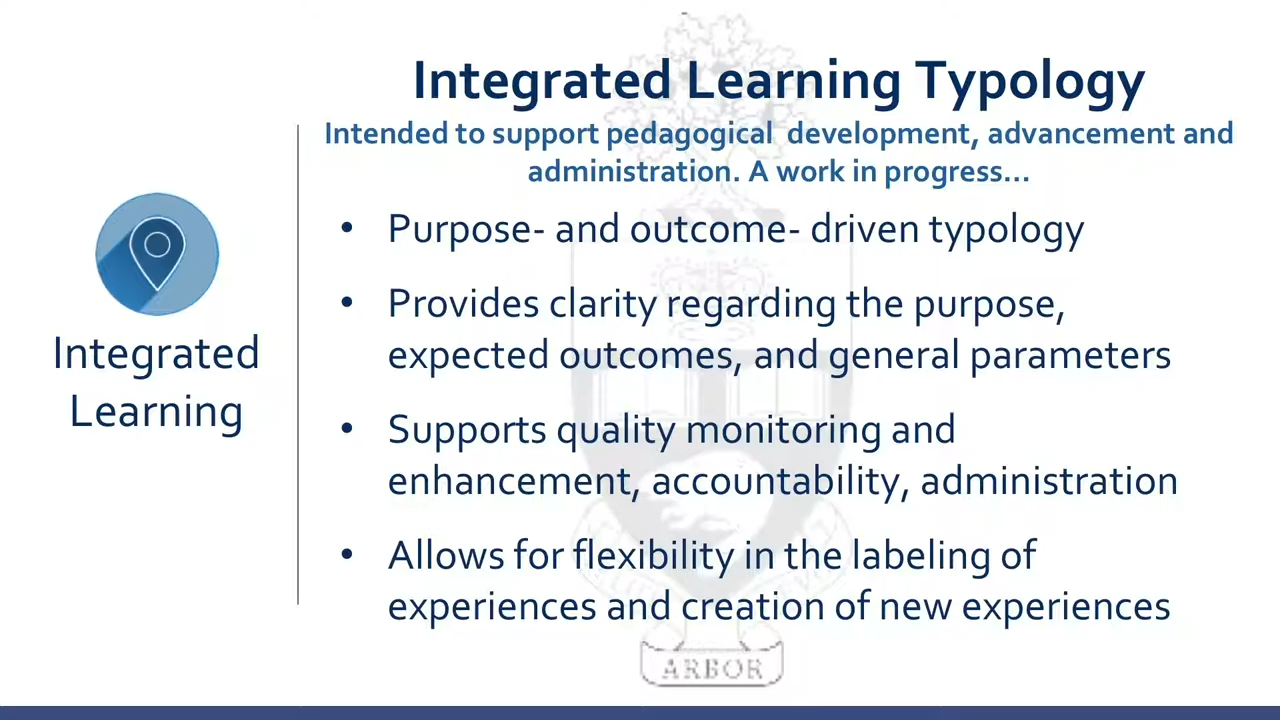 Integrated Learning Typology
Intended to support pedagogical development, advancement and
administration. A work in progress...
Integrated
Learning
• Purpose- and outcome- driven typology
• Provides clarity regarding the purpose,
expected outcomes, and general parameters
• Supports quality monitoring and
enhancement, accountability, administration
• Allows for flexibility in the labeling of
experiences and creation of new experiences
ARBOR